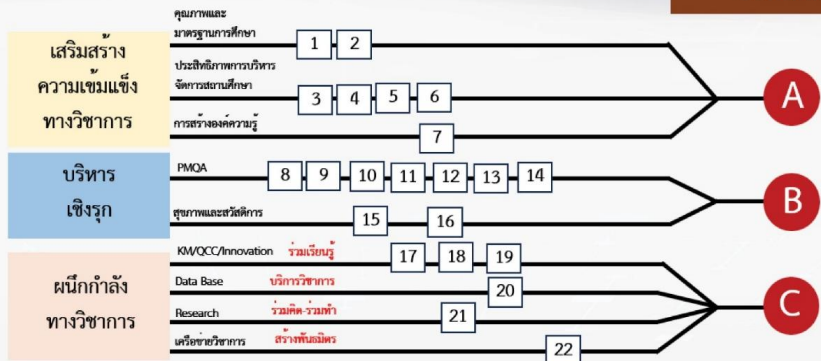 คุณภาพและ
มาตรฐานการศึกษา
1 2
เสริมสร้าง
ความเข้มแข็ง
ทางวิชาการ
ประสิทธิภาพการบริหาร
จัดการสถานศึกษา
3 4 5 6
A
การสร้างองค์ความรู้
7
บริหาร
เชิงรุก
PMQA
8 9 10 11 12 13 14
B
สุขภาพและสวัสดิการ
15 16
ผนึกกำลัง
ทางวิชาการ
KM/QCC/Innovation ร่วมเรียนรู้ 17 18 19
Data Base บริการวิชาการ 20
C
Research ร่วมคิด-ร่วมทำ 21
เครือข่ายวิชาการ สร้างพันธมิตร 22